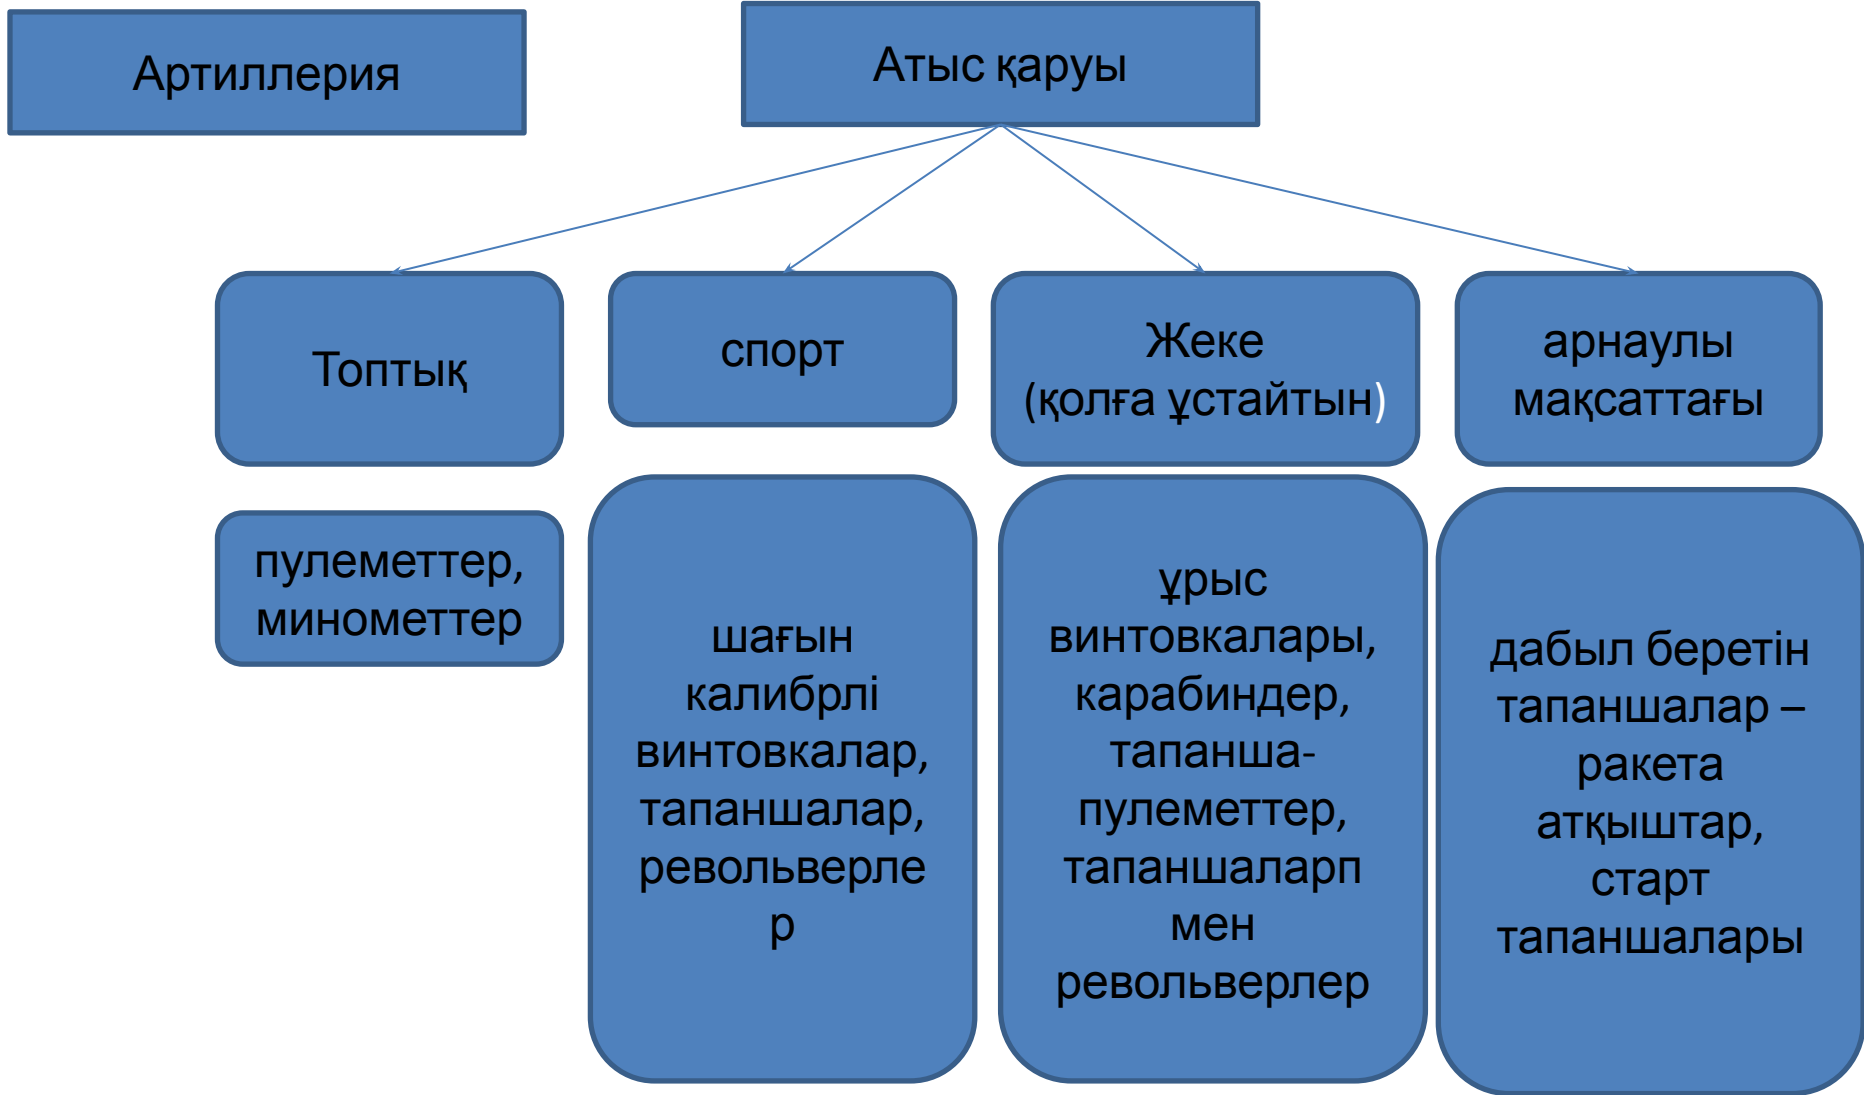 Артиллерия
Атыс қаруы
Топтық
спорт
Жеке
(қолға ұстайтын)
арнаулы
мақсаттағы
пулеметтер,
минометтер
шағын
калибрлі
винтовкалар,
тапаншалар,
револьверле
р
ұрыс
винтовкалары,
карабиндер,
тапанша-
пулеметтер,
тапаншаларп
мен
револьверлер
дабыл беретін
тапаншалар –
ракета
атқыштар,
старт
тапаншалары